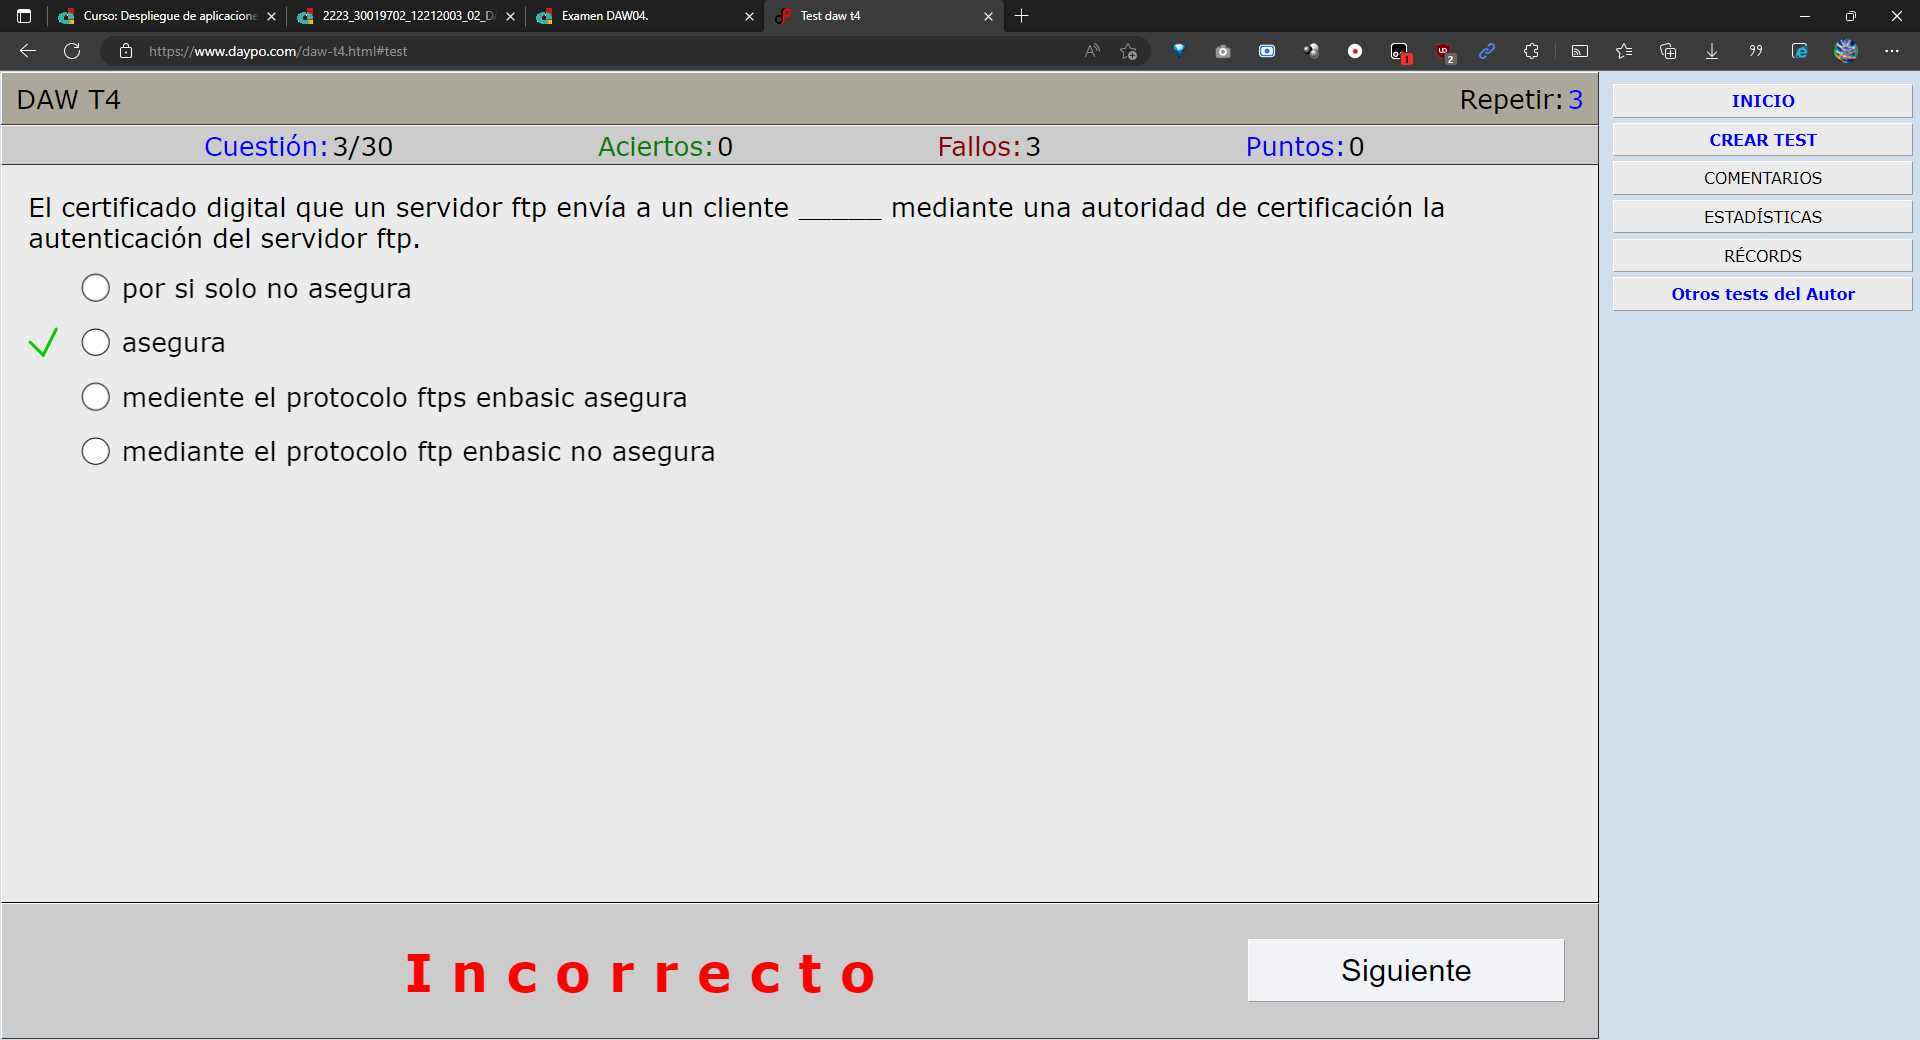 Curso: Despliegue de aplicacione
2223_30019702_12212003_02_D
Examen DAW04.
Test daw t4
https://www.daypo.com/daw-t4.html#test
1
2
DAW T4
Repetir: 3
Cuestión: 3/30
Aciertos: 0
Fallos: 3
Puntos: 0
El certificado digital que un servidor ftp envía a un cliente ______ mediante una autoridad de certificación la
autenticación del servidor ftp.
por si solo no asegura
asegura
mediente el protocolo ftps enbasic asegura
mediante el protocolo ftp enbasic no asegura
Incorrecto
Siguiente
INICIO
CREAR TEST
COMENTARIOS
ESTADÍSTICAS
RÉCORDS
Otros tests del Autor